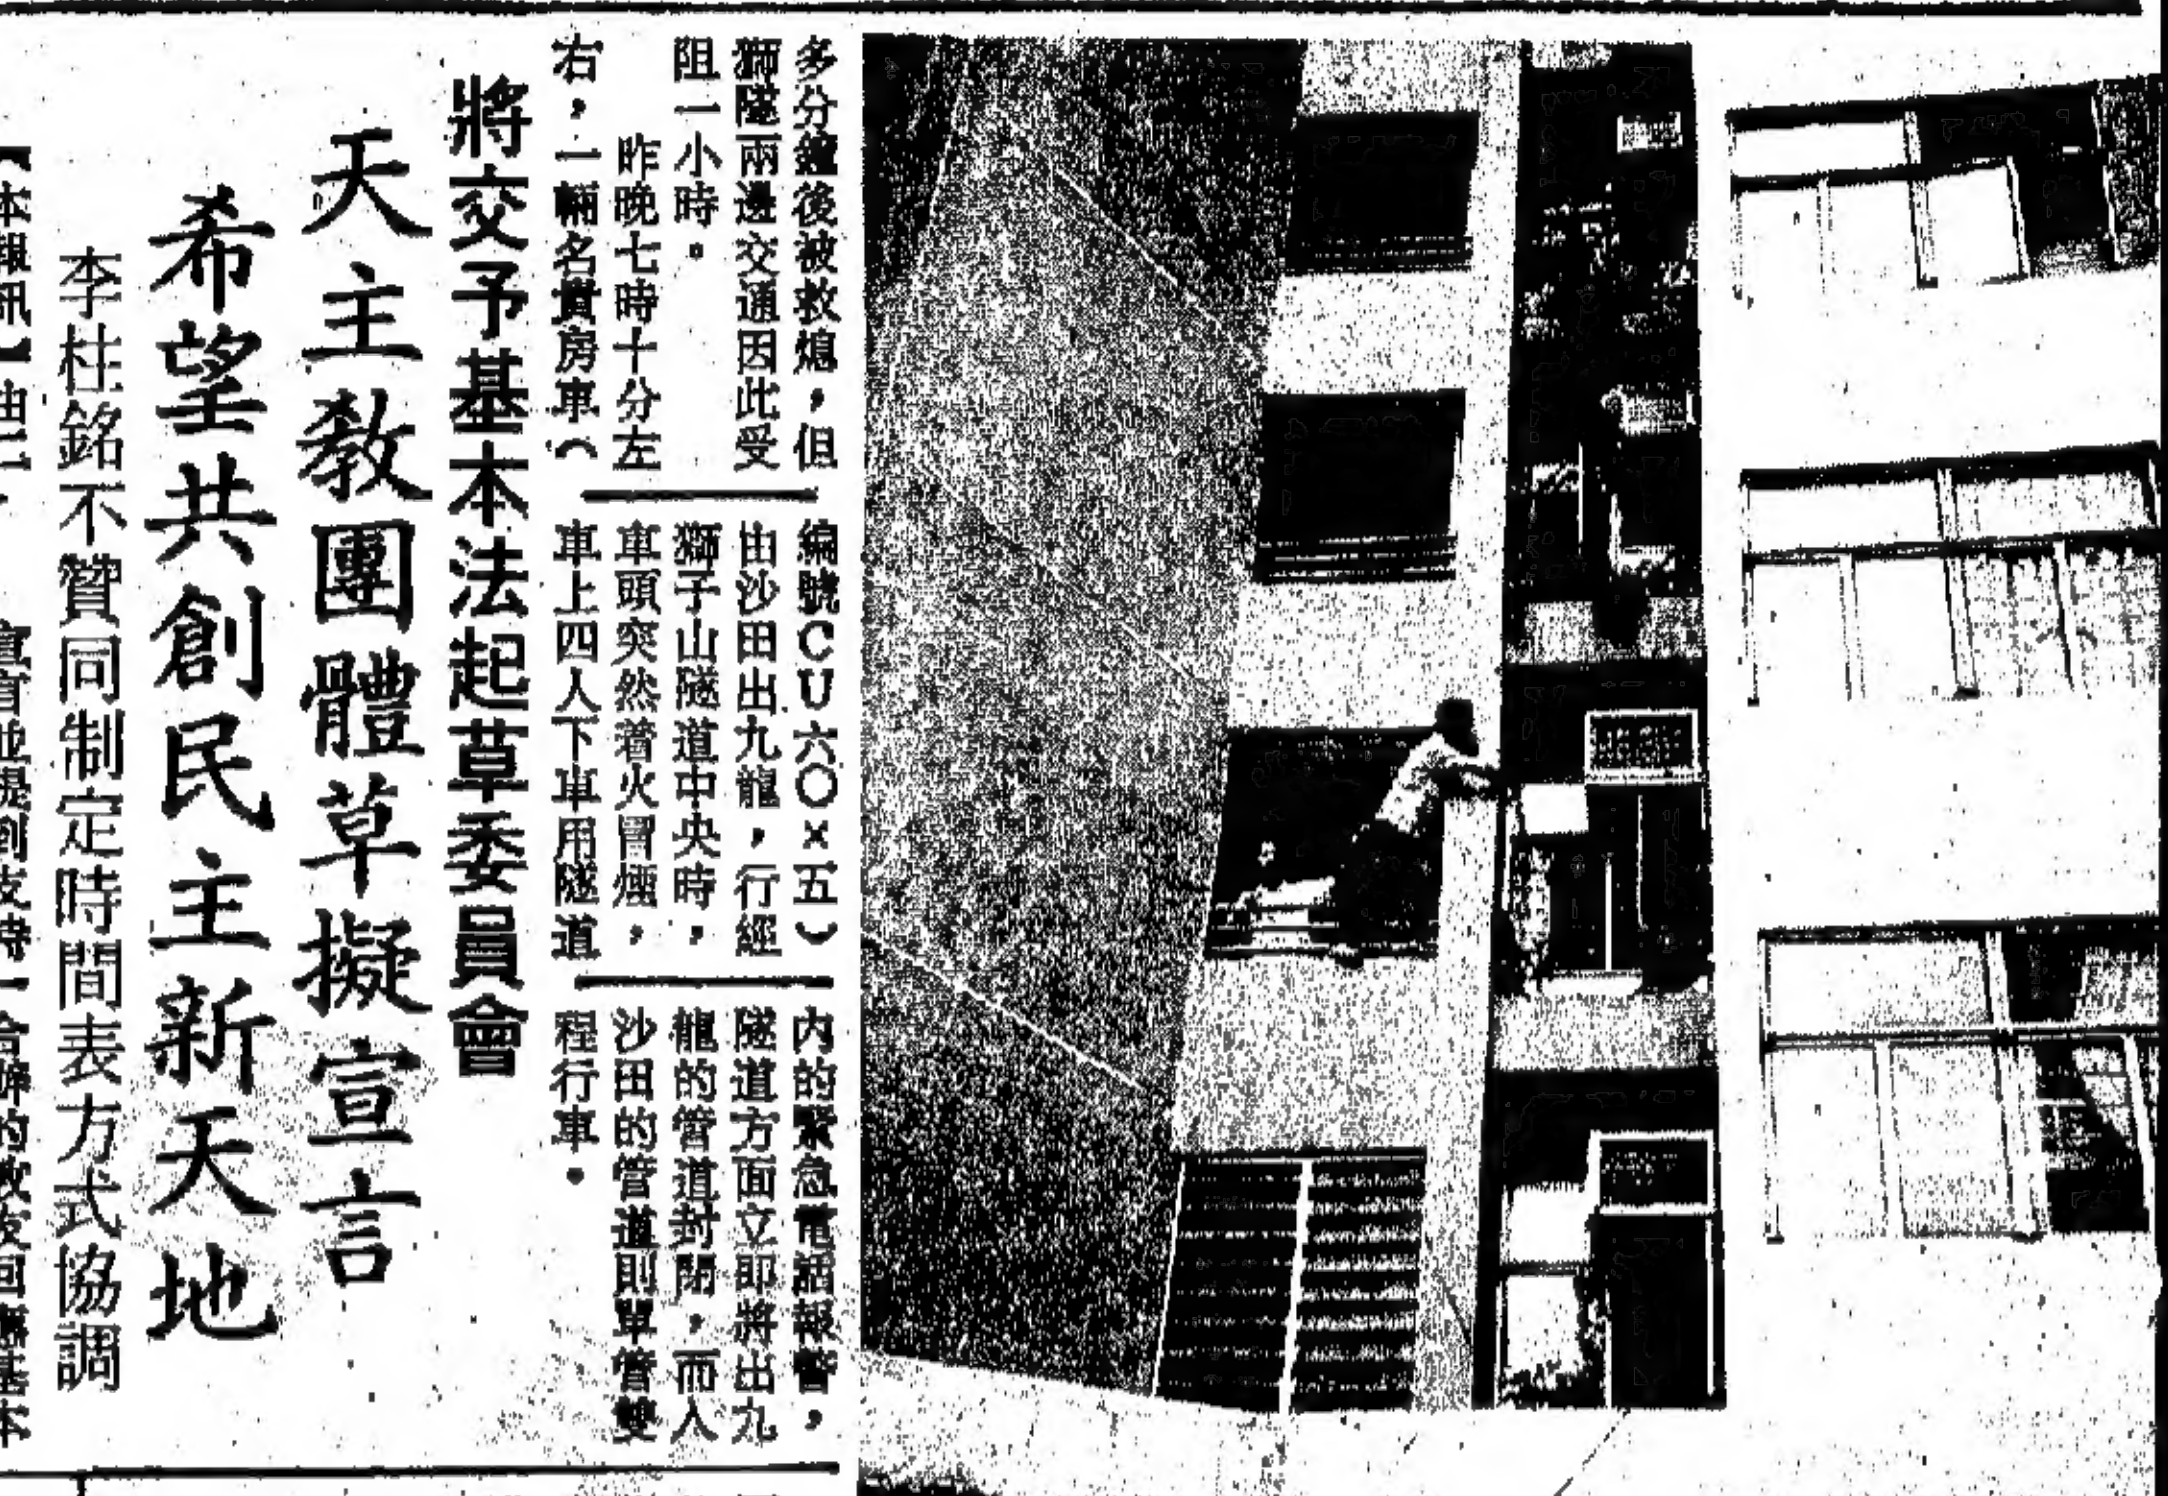 多分鐘後被救熄，但
獅隧兩邊交通因此受
阻一小時。
昨晚七時十分左
右，一輛名貴房車（
編號ＣＵ六〇×五）
由沙田出九龍，行經
獅子山隧道中央時，
車頭突然着火冒煙，
車上四人下車用隧道
內的緊急電話報警，
隧道方面立即將出九
龍的管道封閉，而入
沙田的管道則單管雙
程行車。
將交予基本法起草委員會
天主教團體草擬宣言
希望共創民主新天地
李柱銘不贊同制定時間表方式協調
【本報訊】由